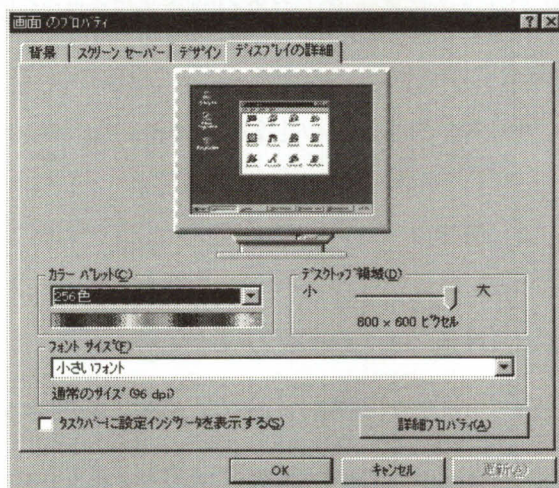 画面 のプロパティ
背景
スクリーン セーバー
デザイン
ディスプレイの詳細
カラー パレット(C)
256色
デスクトップ領域(D)
小
大
800 × 600 ピクセル
フォント サイズ(F)
小さいフォント
通常のサイズ (96 dpi)
タスクバーに設定インジケータを表示する(S)
詳細プロパティ(A)
OK
キャンセル
更新(A)